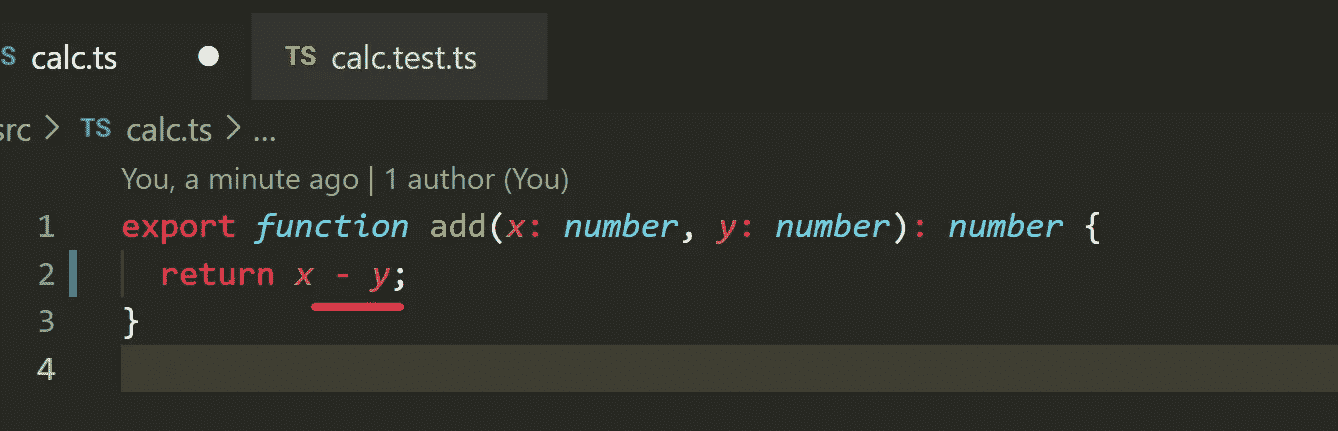 S calc.ts TS calc.test.ts
src > TS calc.ts > ...
You, a minute ago | 1 author (You)
1 export function add(x: number, y: number): number {
2 return x - y;
3 }
4